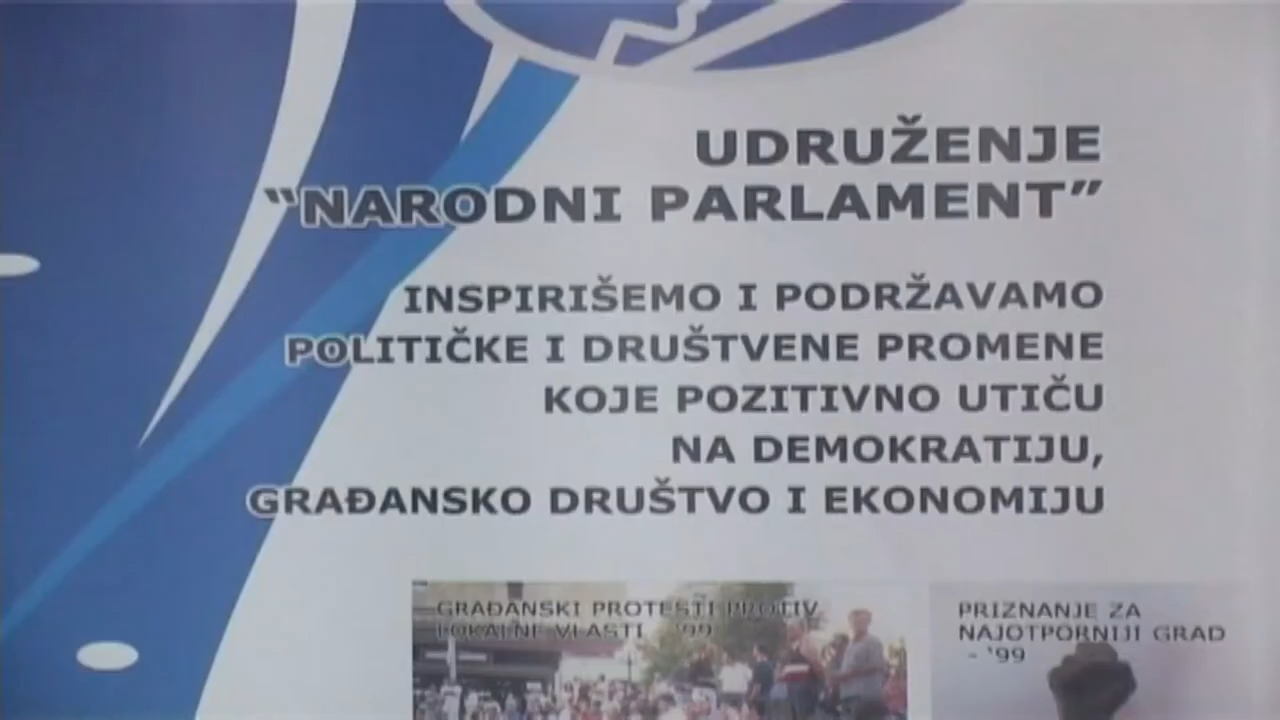 UDRUŽENJE
"NARODNI PARLAMENT"
INSPIRIŠEMO I PODRŽAVAMO
POLITIČKE I DRUŠTVENE PROMENE
KOJE POZITIVNO UTIČU
NA DEMOKRATIJU,
GRAĐANSKO DRUŠTVO I EKONOMIJU
GRAĐANSKI PROTESTI PROTIV
LOKALNE VLASTI - '99
PRIZNANJE ZA
NAJOTPORNIJI GRAD
- '99